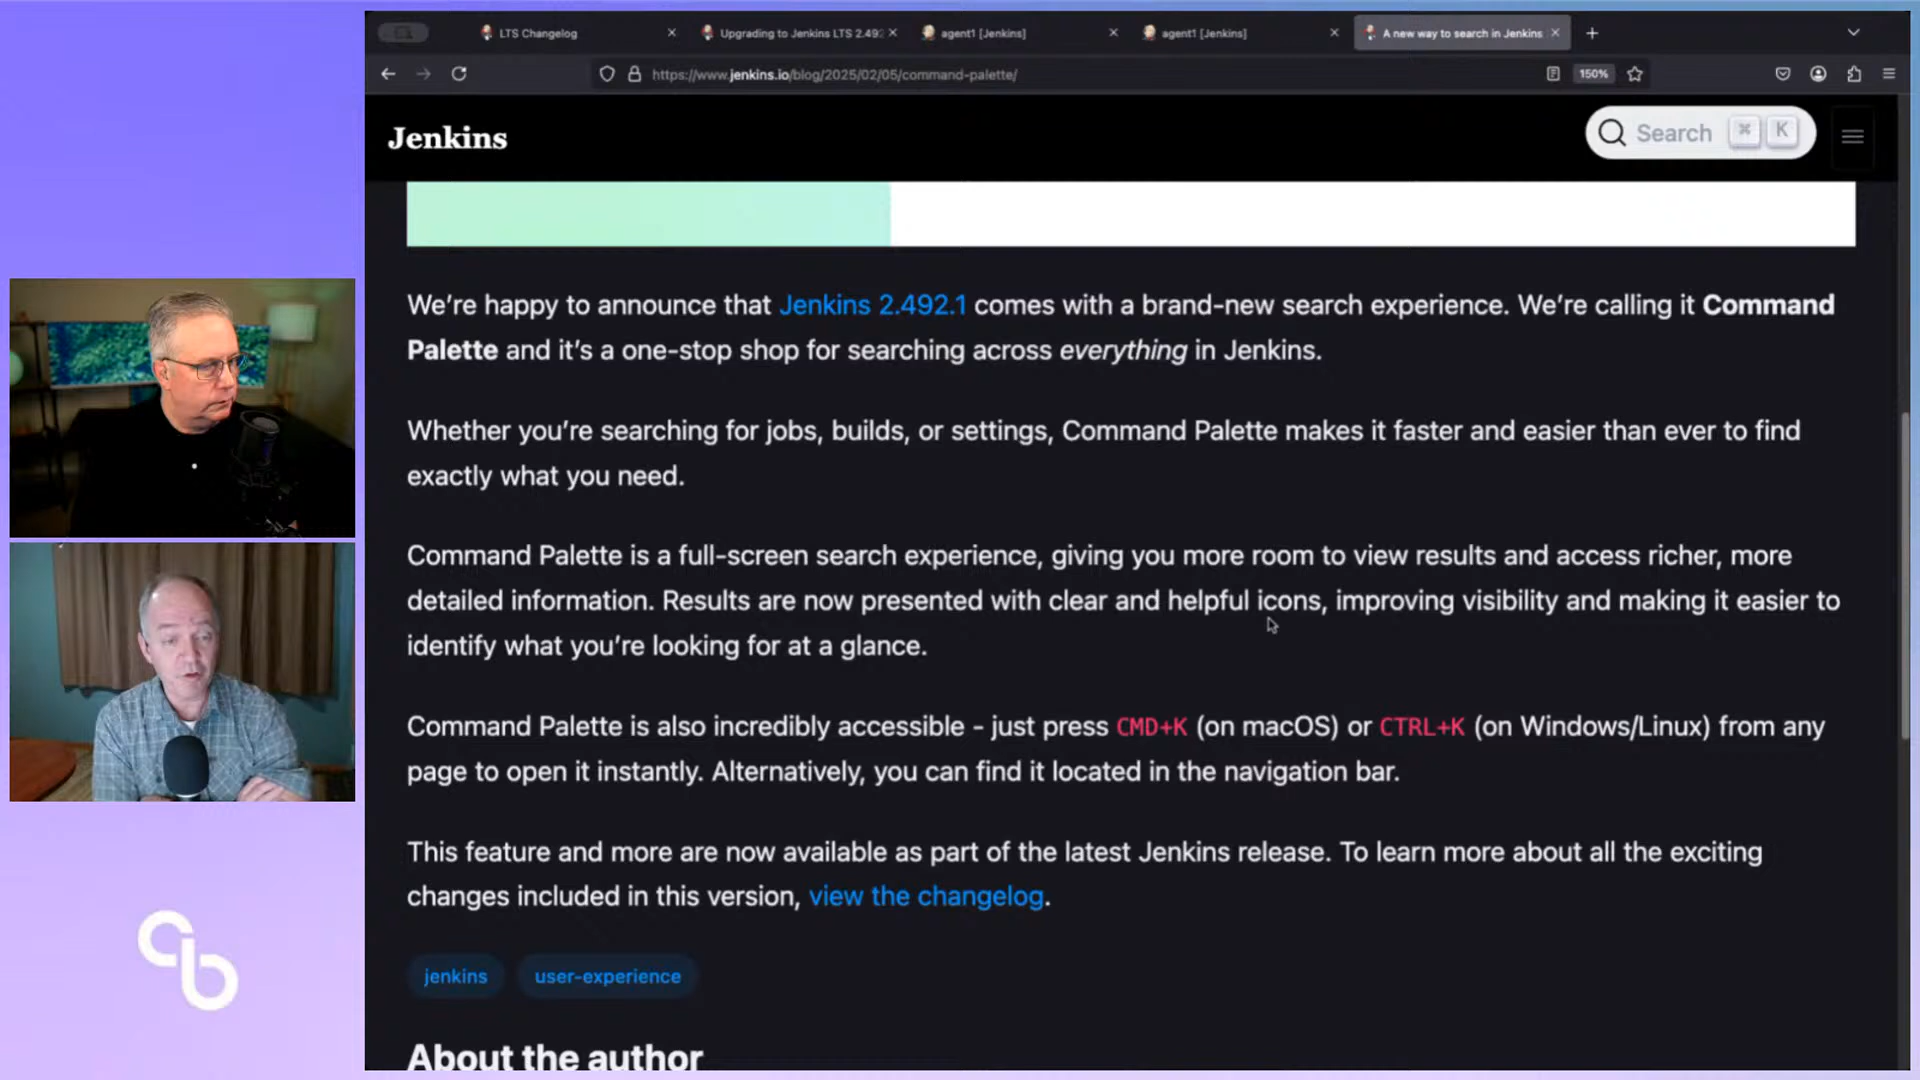 LTS Changelog
Upgrading to Jenkins LTS 2.492
agent1 [Jenkins]
agent1 [Jenkins]
A new way to search in Jenkins
https://www.jenkins.io/blog/2025/02/05/command-palette/
150%
Jenkins
Search ⌘ K
We're happy to announce that Jenkins 2.492.1 comes with a brand-new search experience. We're calling it Command
Palette and it's a one-stop shop for searching across everything in Jenkins.
Whether you're searching for jobs, builds, or settings, Command Palette makes it faster and easier than ever to find
exactly what you need.
Command Palette is a full-screen search experience, giving you more room to view results and access richer, more
detailed information. Results are now presented with clear and helpful icons, improving visibility and making it easier to
identify what you're looking for at a glance.
Command Palette is also incredibly accessible - just press CMD+K (on macOS) or CTRL+K (on Windows/Linux) from any
page to open it instantly. Alternatively, you can find it located in the navigation bar.
This feature and more are now available as part of the latest Jenkins release. To learn more about all the exciting
changes included in this version, view the changelog.
jenkins
user-experience
About the author